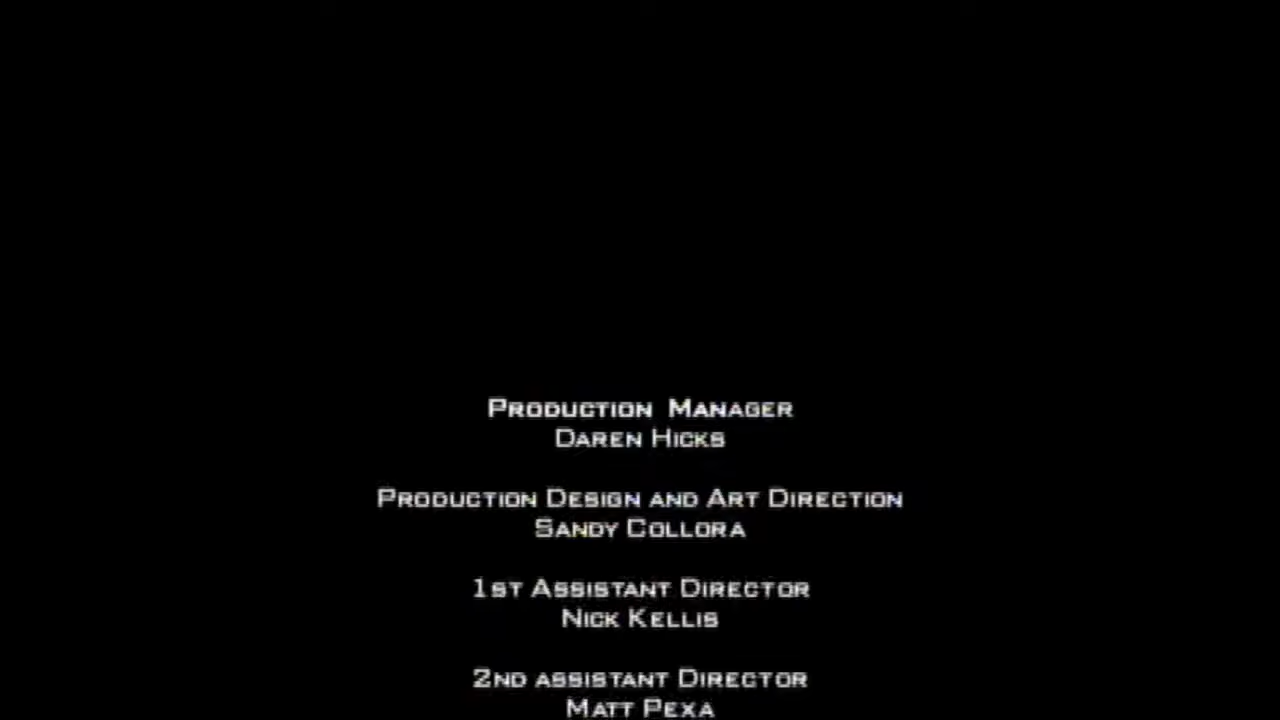 Production Manager
Daren Hicks
Production Design and Art Direction
Sandy Collora
1st Assistant Director
Nick Kellis
2nd assistant Director
Matt Pexa